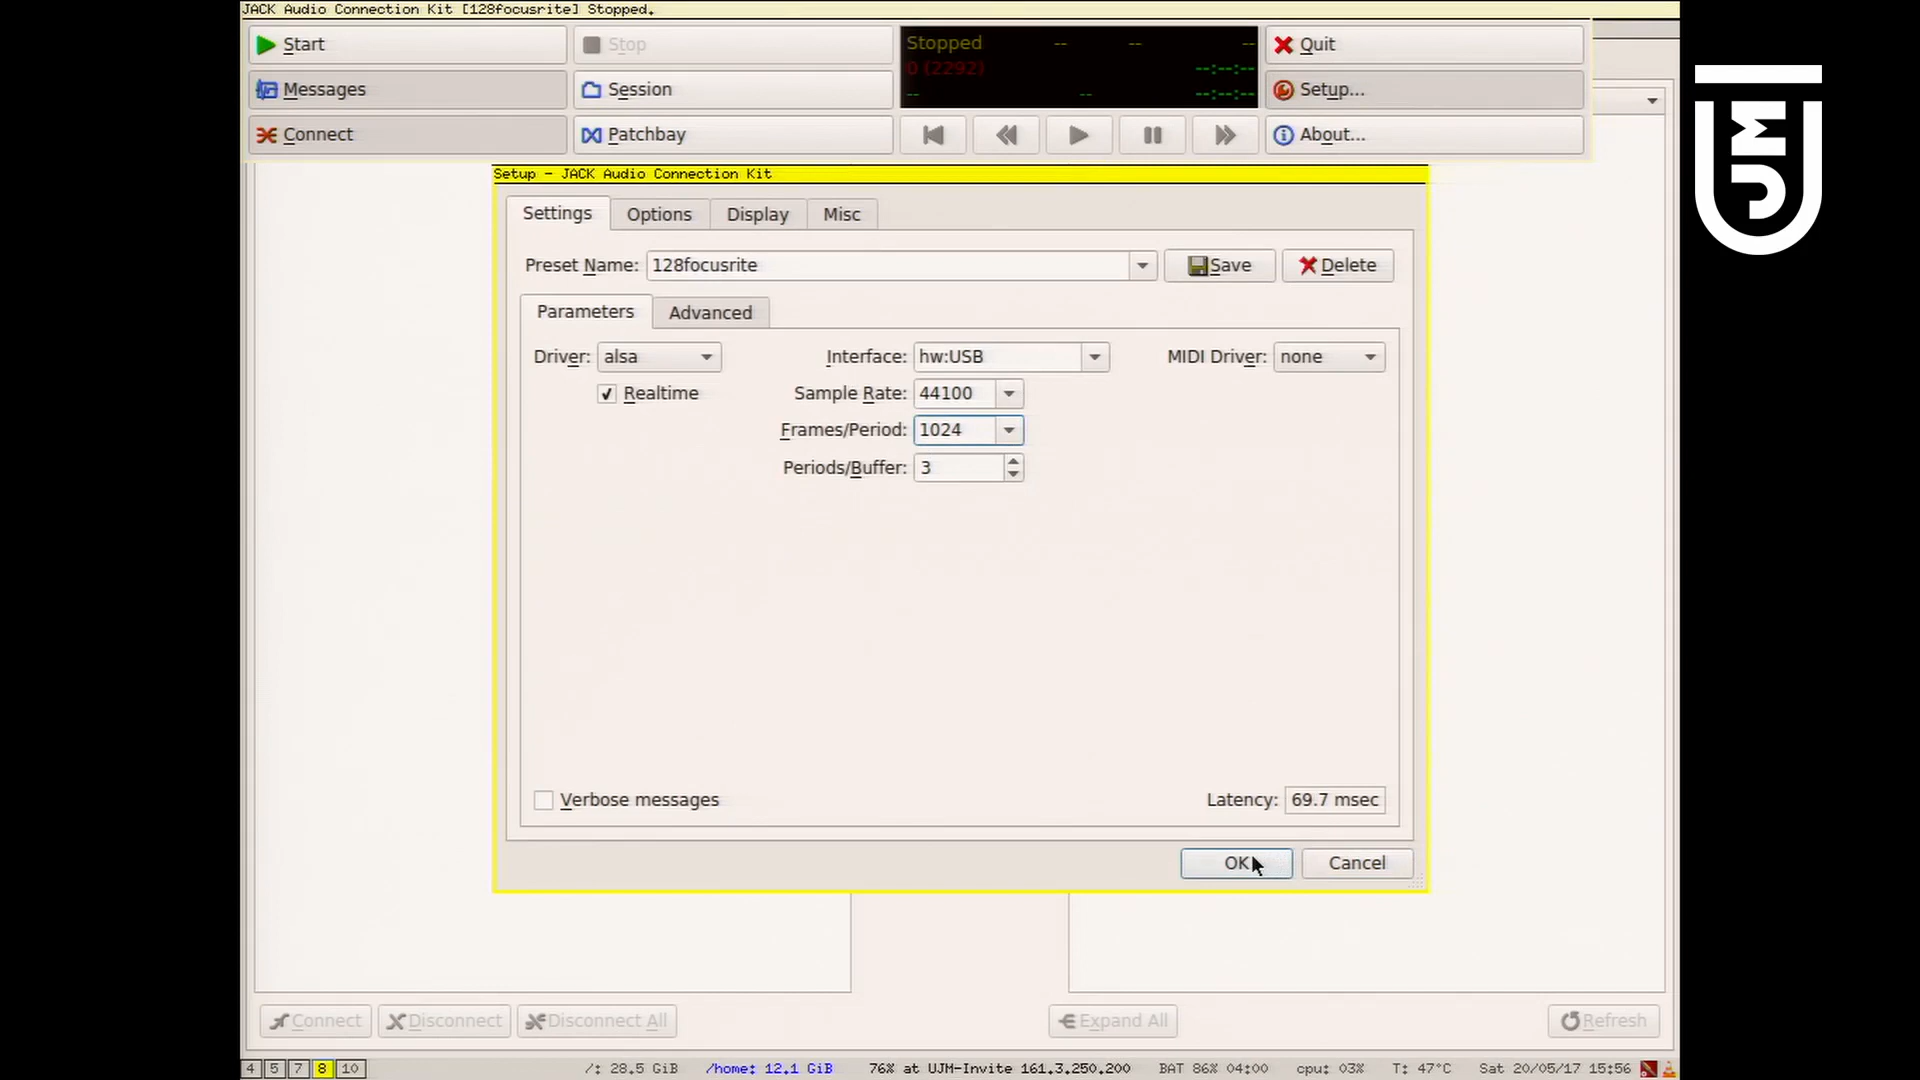 JACK Audio Connection Kit [128focusrite] Stopped.
Start
Stop
Stopped -- -- --
Quit
0 (2292) --:--:--
Messages
Session
-- -- --:--:--
Setup...
Connect
Patchbay
About...
UJM
Setup - JACK Audio Connection Kit
Settings Options Display Misc
Preset Name: 128focusrite Save Delete
Parameters Advanced
Driver: alsa Interface: hw:USB MIDI Driver: none
Realtime Sample Rate: 44100
Frames/Period: 1024
Periods/Buffer: 3
Verbose messages Latency: 69.7 msec
OK Cancel
Connect Disconnect Disconnect All Expand All Refresh
4 5 7 8 10 /: 28.5 GiB /home: 12.1 GiB 76% at UJM-Invite 161.3.250.200 BAT 86% 04:00 cpu: 03% T: 47°C Sat 20/05/17 15:56